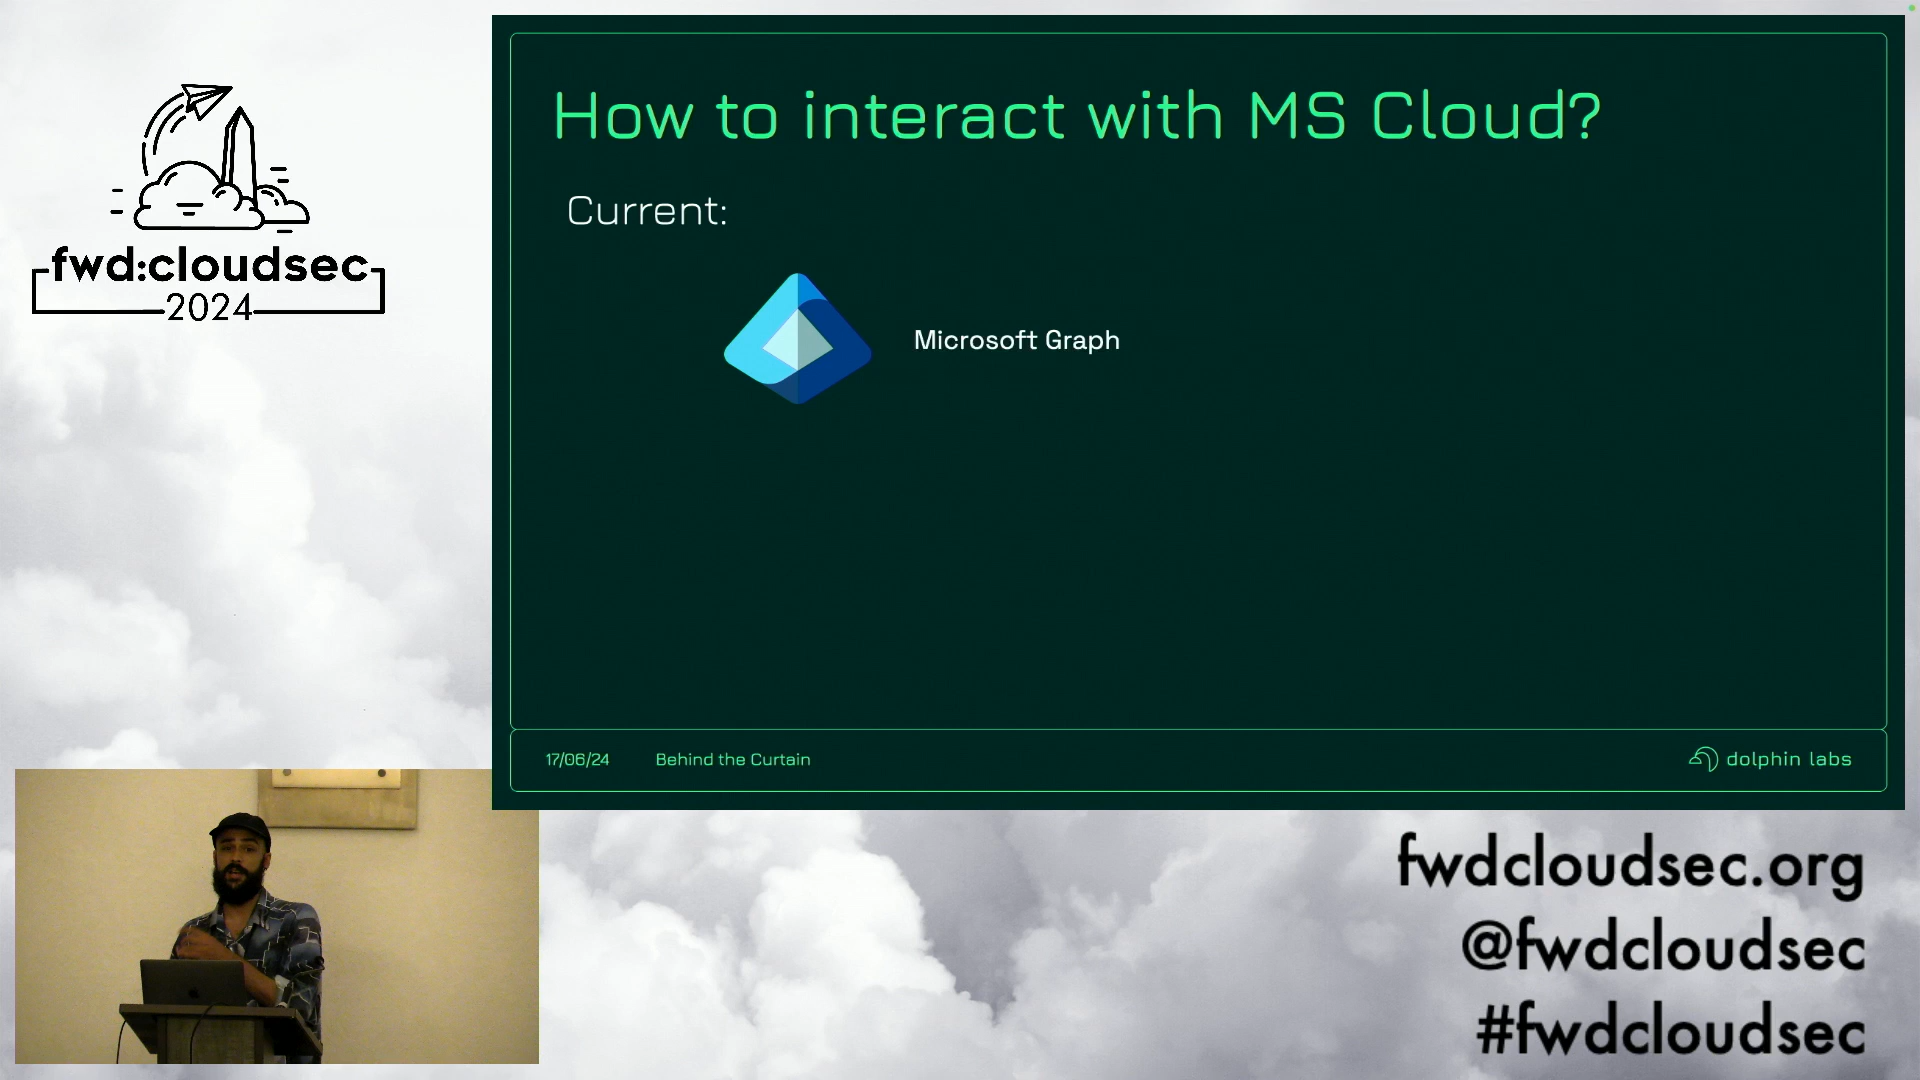 fwd:cloudsec
2024
How to interact with MS Cloud?
Current:
Microsoft Graph
17/06/24
Behind the Curtain
dolphin labs
fwdcloudsec.org
@fwdcloudsec
#fwdcloudsec